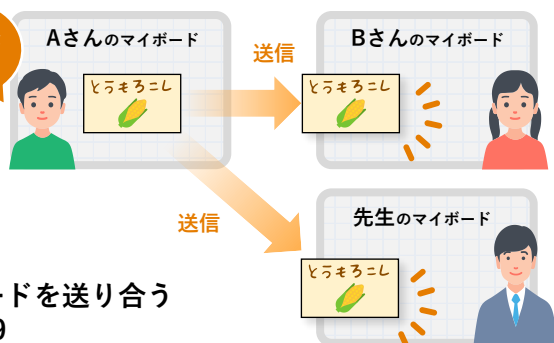 Aさんのマイボード
Bさんのマイボード
送信
とうもろこし
とうもろこし
送信
先生のマイボード
とうもろこし
ードを送り合う
9